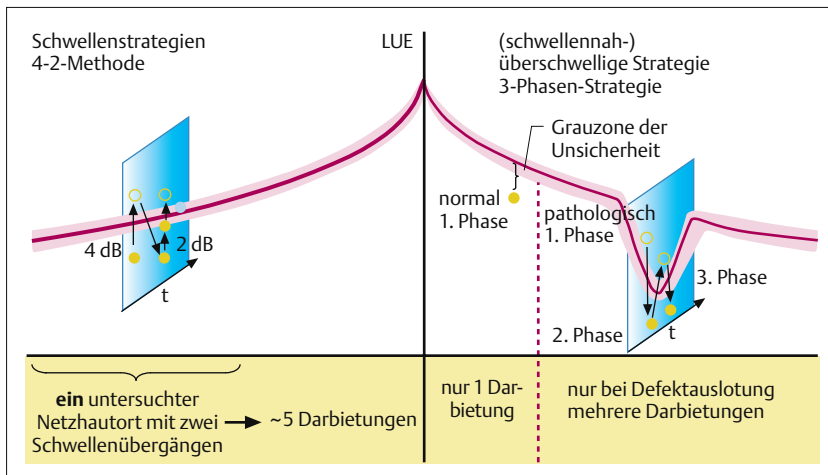 Schwellenstrategien
4-2-Methode
LUE
(schwellennah-)
überschwellige Strategie
3-Phasen-Strategie
Grauzone der
Unsicherheit
normal
1. Phase
pathologisch
1. Phase
4 dB
2 dB
t
3. Phase
2. Phase
t
ein untersuchter
Netzhautort mit zwei
Schwellenübergängen
~5 Darbietungen
nur 1 Dar-
bietung
nur bei Defektauslotung
mehrere Darbietungen